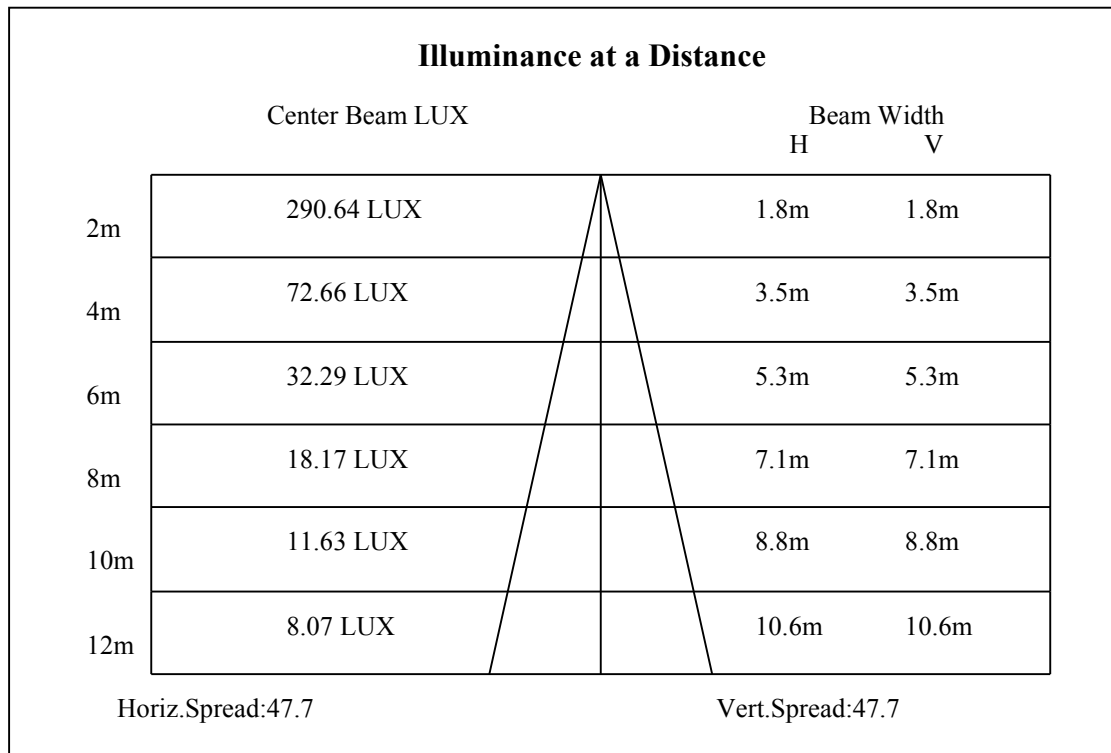 Illuminance at a Distance
Center Beam LUX Beam Width
H V
290.64 LUX 1.8m 1.8m
2m
72.66 LUX 3.5m 3.5m
4m
32.29 LUX 5.3m 5.3m
6m
18.17 LUX 7.1m 7.1m
8m
11.63 LUX 8.8m 8.8m
10m
8.07 LUX 10.6m 10.6m
12m
Horiz.Spread:47.7 Vert.Spread:47.7